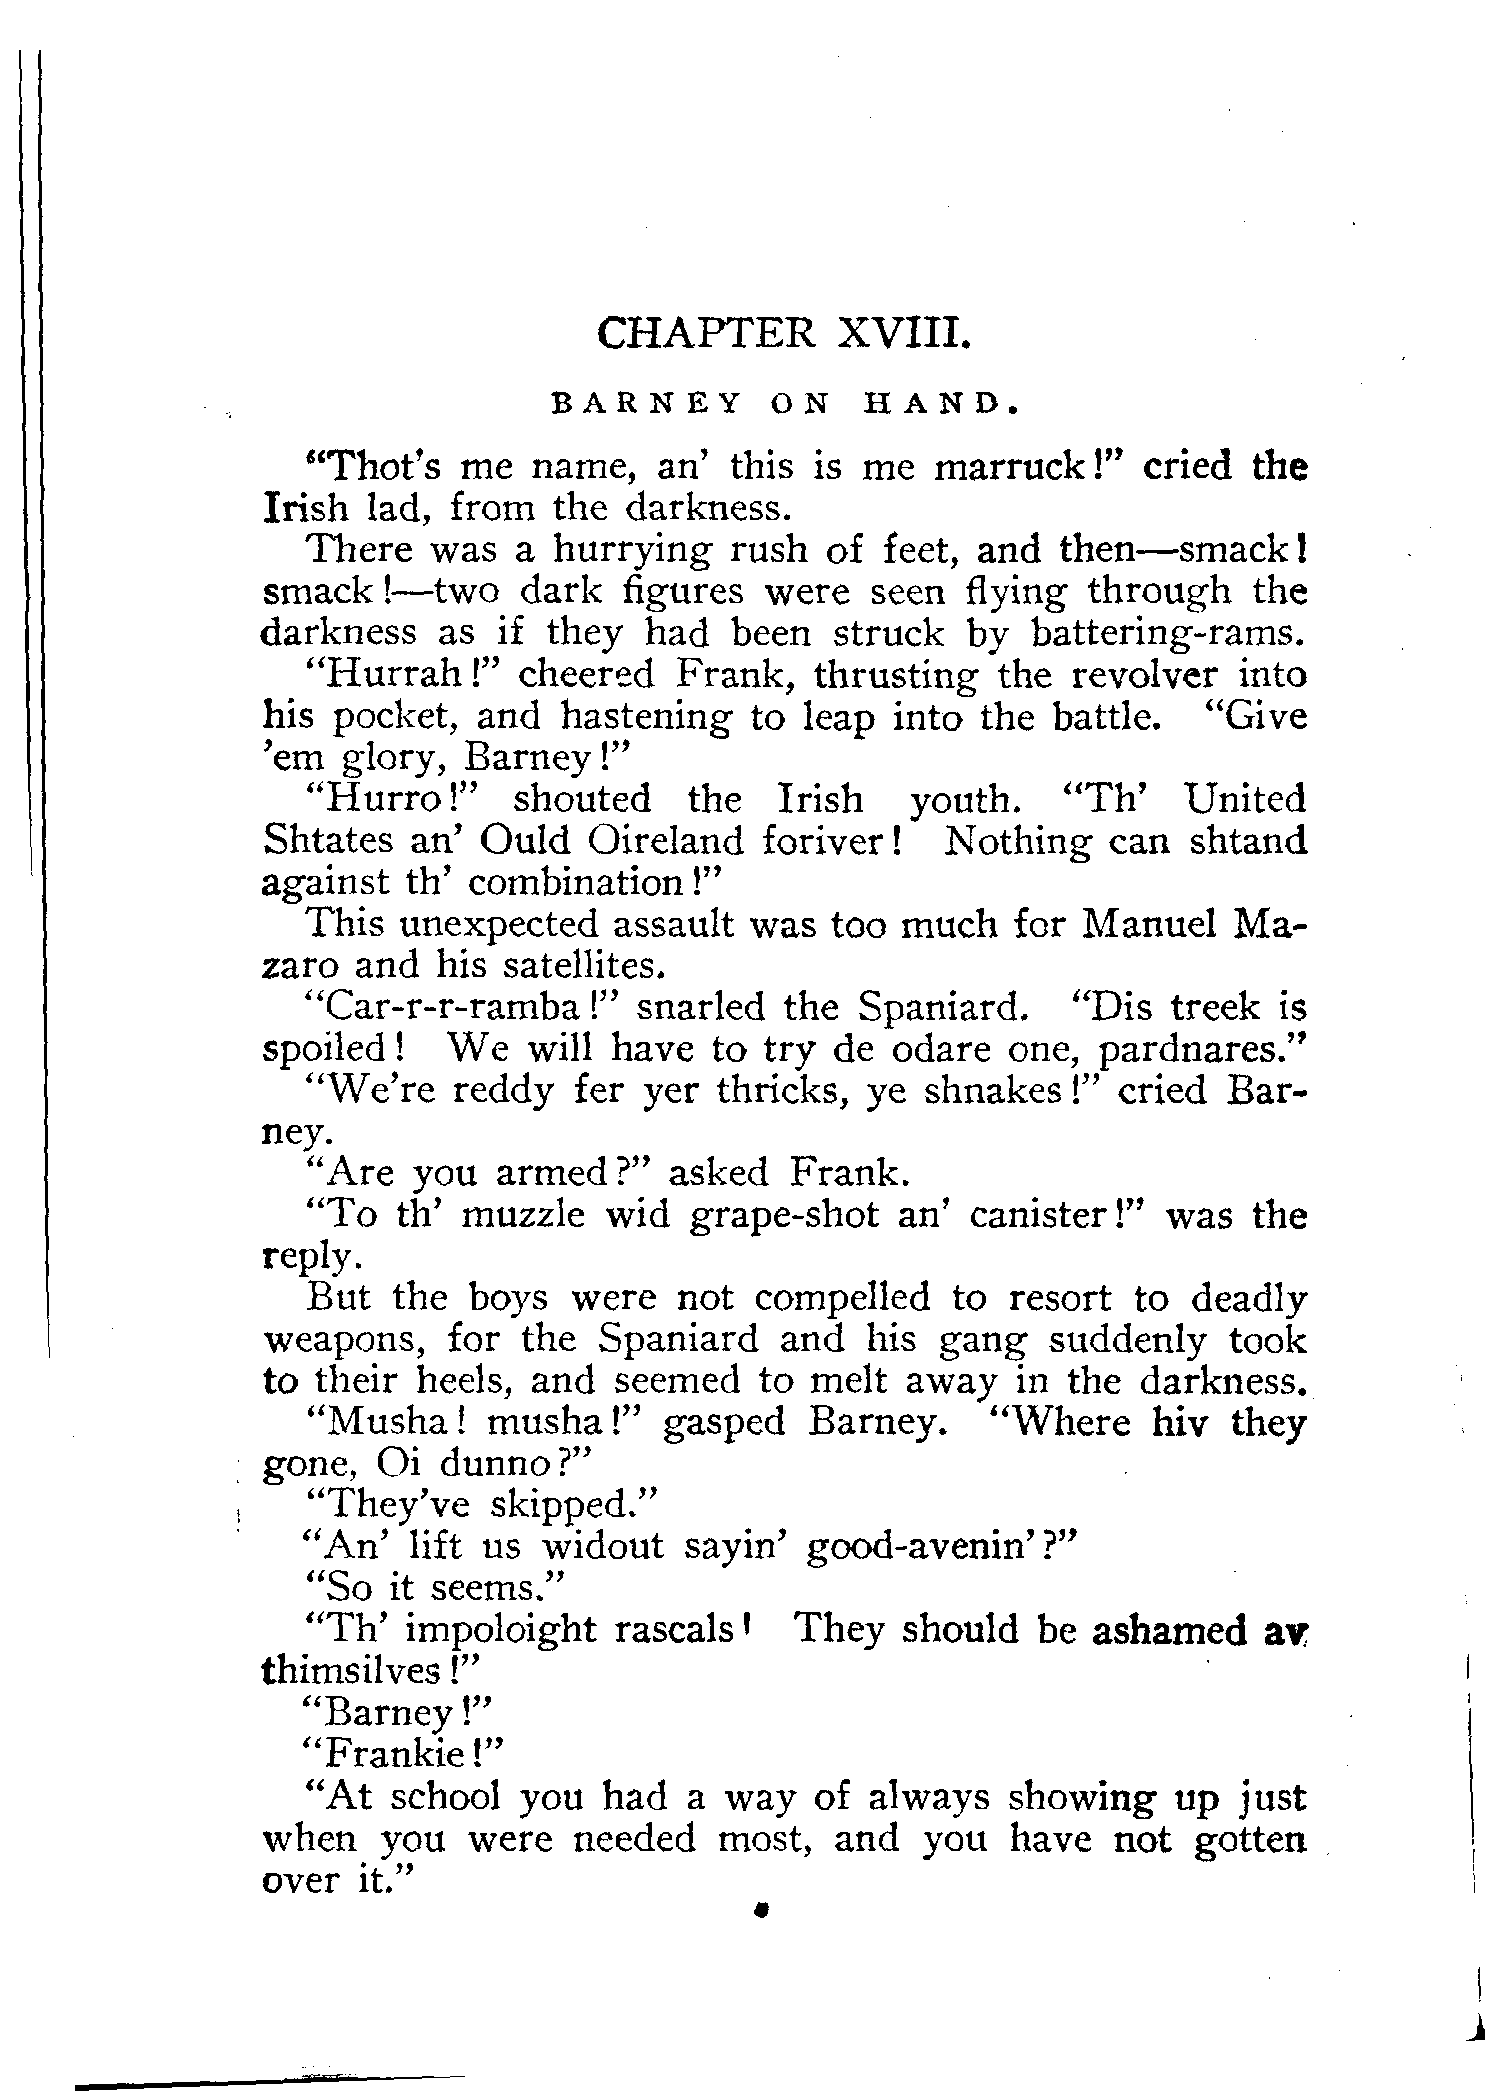 CHAPTER XVIII.
BARNEY ON HAND.
“Thot’s me name, an’ this is me marruck!” cried the
Irish lad, from the darkness.
There was a hurrying rush of feet, and then—smack!
smack!—two dark figures were seen flying through the
darkness as if they had been struck by battering-rams.
“Hurrah!” cheered Frank, thrusting the revolver into
his pocket, and hastening to leap into the battle. “Give
’em glory, Barney!”
“Hurro!” shouted the Irish youth. “Th’ United
Shtates an’ Ould Oireland foriver! Nothing can shtand
against th’ combination!”
This unexpected assault was too much for Manuel Ma-
zaro and his satellites.
“Car-r-r-ramba!” snarled the Spaniard. “Dis treek is
spoiled! We will have to try de odare one, pardnares.”
“We’re reddy fer yer thricks, ye shnakes!” cried Bar-
ney.
“Are you armed?” asked Frank.
“To th’ muzzle wid grape-shot an’ canister!” was the
reply.
But the boys were not compelled to resort to deadly
weapons, for the Spaniard and his gang suddenly took
to their heels, and seemed to melt away in the darkness.
“Musha! musha!” gasped Barney. “Where hiv they
gone, Oi dunno?”
“They’ve skipped.”
“An’ lift us widout sayin’ good-avenin’?”
“So it seems.”
“Th’ impoloight rascals! They should be ashamed av
thimsilves!”
“Barney!”
“Frankie!”
“At school you had a way of always showing up just
when you were needed most, and you have not gotten
over it.”